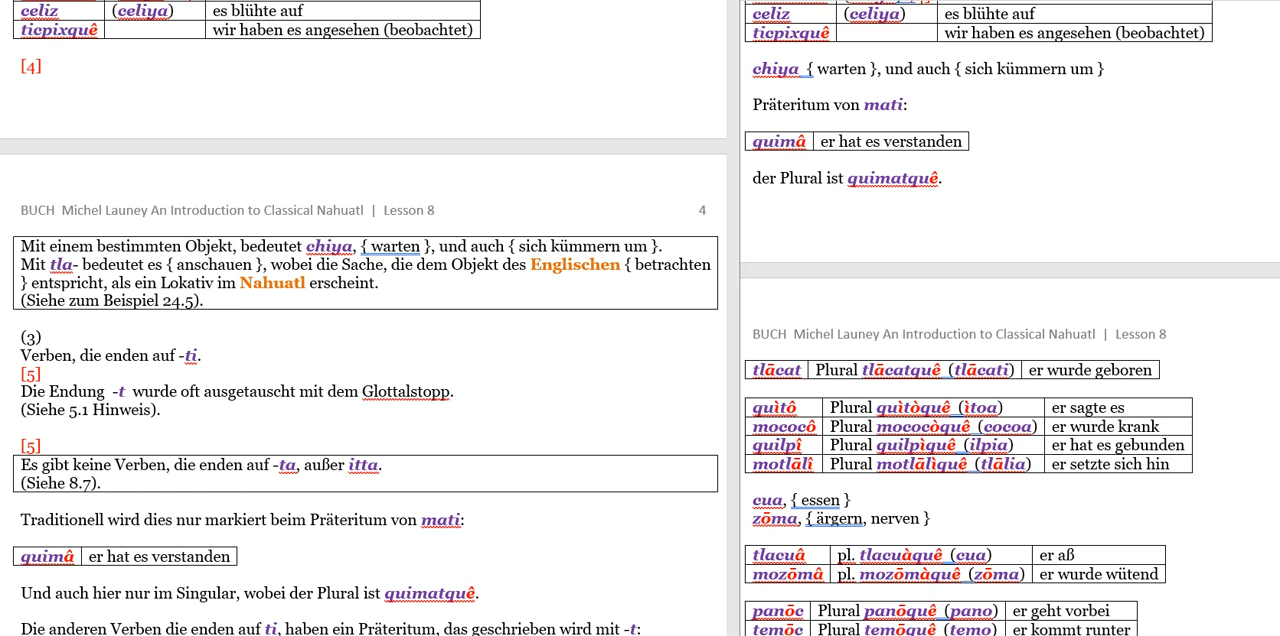 celiz (celiya) es blühte auf
ticpixquê wir haben es angesehen (beobachtet)
[4]
BUCH Michel Launey An Introduction to Classical Nahuatl | Lesson 8 4
Mit einem bestimmten Objekt, bedeutet chiya, { warten }, und auch { sich kümmern um }.
Mit tla- bedeutet es { anschauen }, wobei die Sache, die dem Objekt des Englischen { betrachten
} entspricht, als ein Lokativ im Nahuatl erscheint.
(Siehe zum Beispiel 24.5).
(3)
Verben, die enden auf -ti.
[5]
Die Endung -t wurde oft ausgetauscht mit dem Glottalstopp.
(Siehe 5.1 Hinweis).
[5]
Es gibt keine Verben, die enden auf -ta, außer itta.
(Siehe 8.7).
Traditionell wird dies nur markiert beim Präteritum von mati:
quimâ er hat es verstanden
Und auch hier nur im Singular, wobei der Plural ist quimatquê.
Die anderen Verben die enden auf ti, haben ein Präteritum, das geschrieben wird mit -t:
celiz (celiya) es blühte auf
ticpixquê wir haben es angesehen (beobachtet)
chiya { warten }, und auch { sich kümmern um }
Präteritum von mati:
quimâ er hat es verstanden
der Plural ist quimatquê.
BUCH Michel Launey An Introduction to Classical Nahuatl | Lesson 8
tlācat Plural tlācatquê (tlācati) er wurde geboren
quìtô Plural quìtòquê (ìtoa) er sagte es
mococô Plural mococòquê (cocoa) er wurde krank
quilpî Plural quilpìquê (ilpia) er hat es gebunden
motlālî Plural motlālìquê (tlālia) er setzte sich hin
cua, { essen }
zōma, { ärgern, nerven }
tlacuâ pl. tlacuàquê (cua) er aß
mozōmâ pl. mozōmàquê (zōma) er wurde wütend
panōc Plural panōquê (pano) er geht vorbei
temōc Plural temōquê (temo) er kommt runter